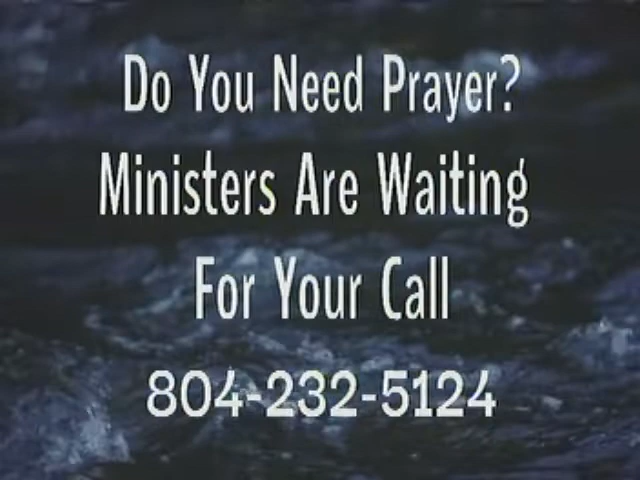 Do You Need Prayer?
Ministers Are Waiting
For Your Call
804-232-5124